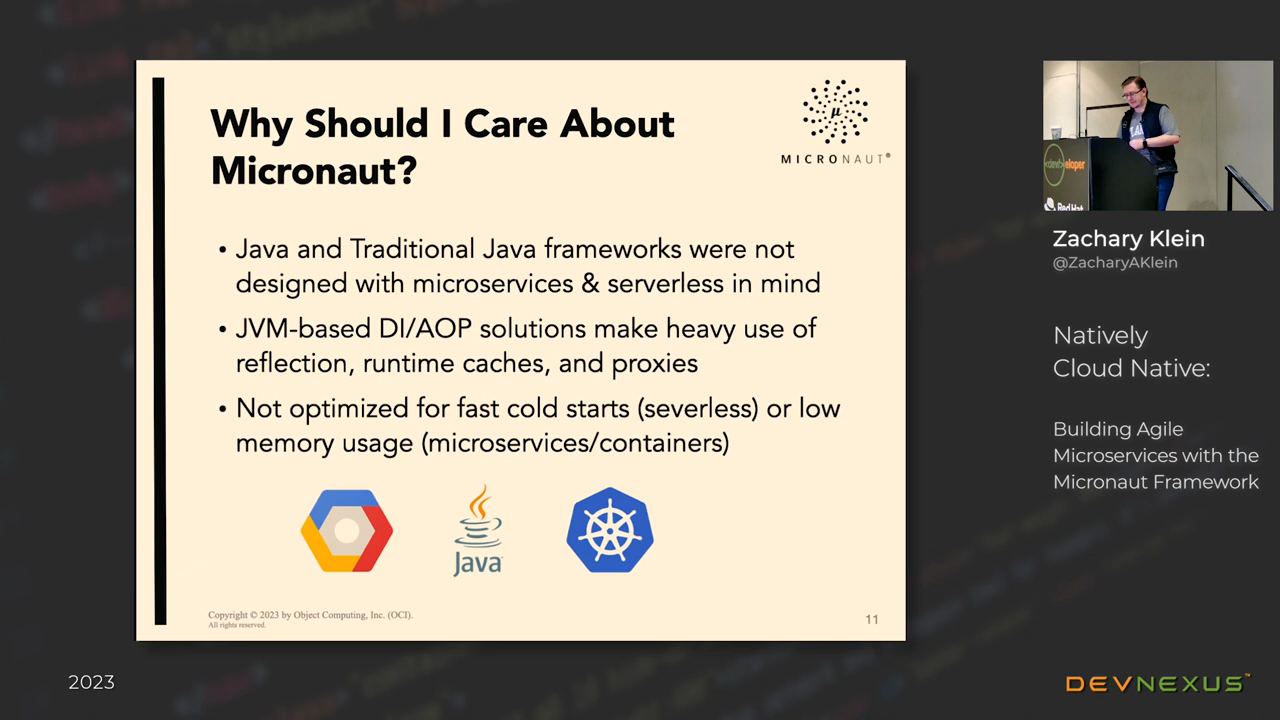 Why Should I Care About
Micronaut?
μ
MICRONAUT®
• Java and Traditional Java frameworks were not
designed with microservices & serverless in mind
• JVM-based DI/AOP solutions make heavy use of
reflection, runtime caches, and proxies
• Not optimized for fast cold starts (severless) or low
memory usage (microservices/containers)
Java
Copyright © 2023 by Object Computing, Inc. (OCI).
All rights reserved.
11
eloper
Red Hat
Zachary Klein
@ZacharyAKlein
Natively
Cloud Native:
Building Agile
Microservices with the
Micronaut Framework
2023
DEVNEXUS™